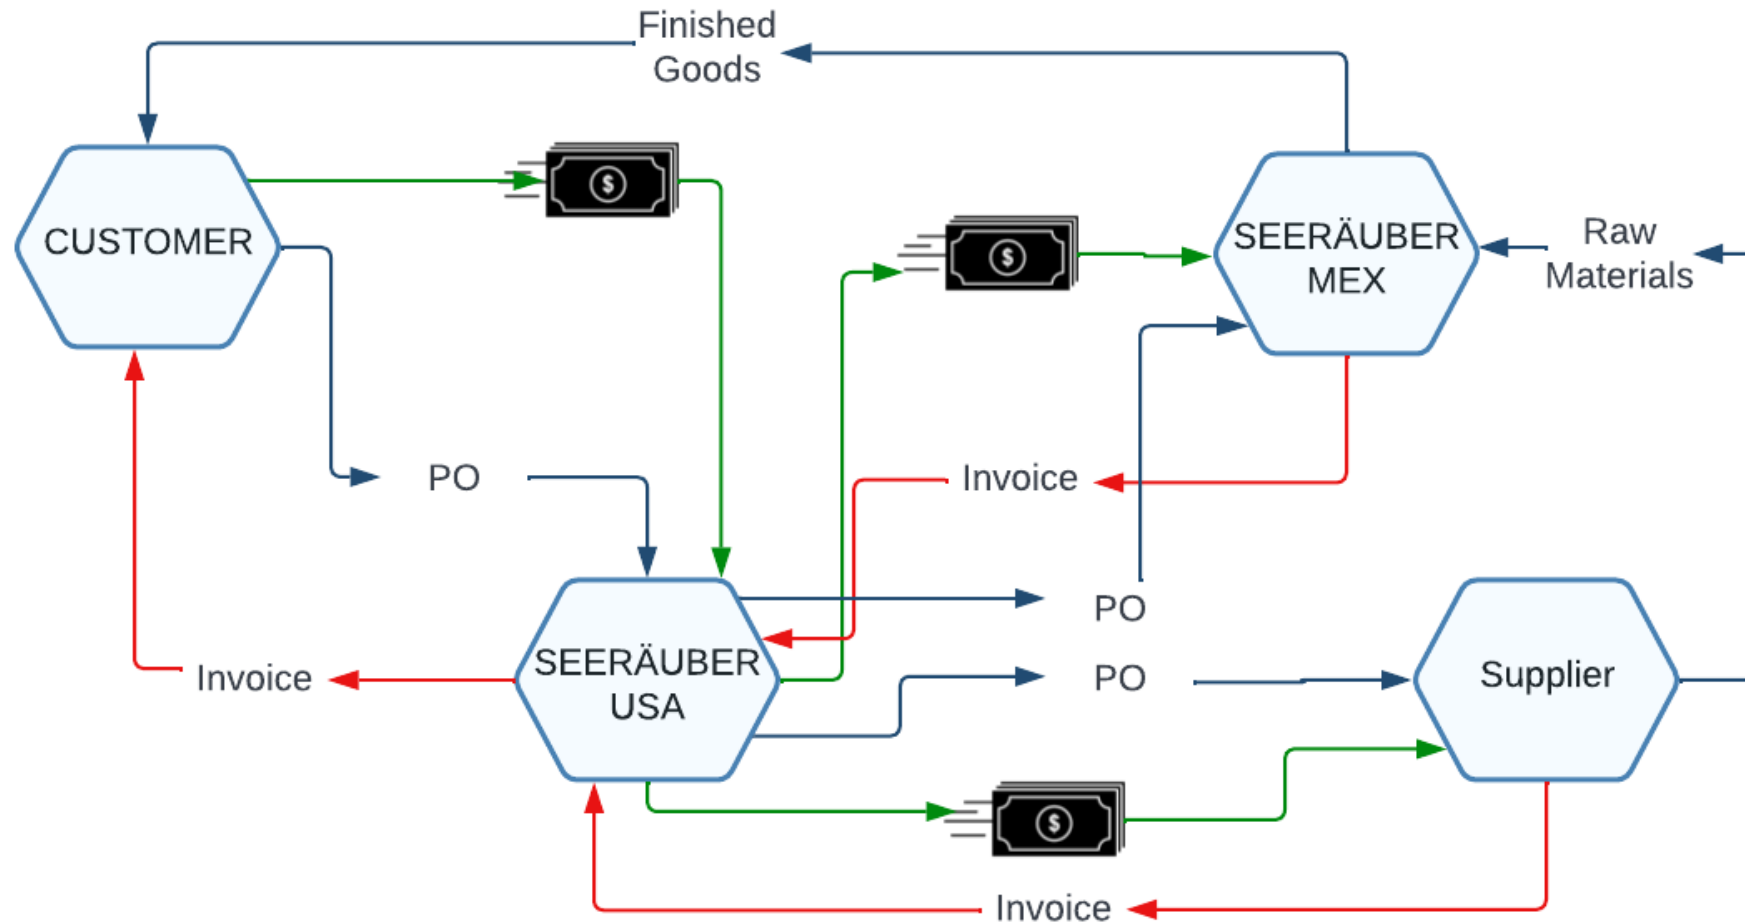 Finished
Goods
$
CUSTOMER
$
SEERÄUBER
MEX
Raw
Materials
PO
Invoice
PO
SEERÄUBER
USA
Invoice
PO
Supplier
$
Invoice